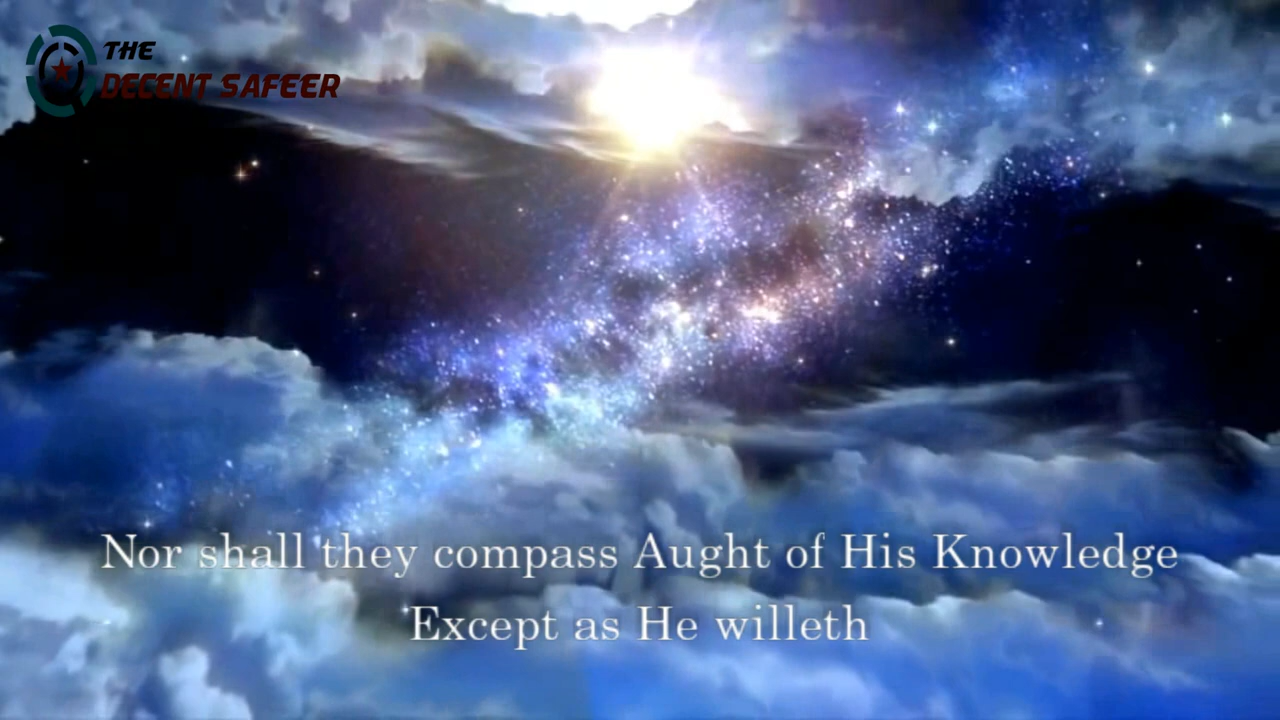 THE
DECENT SAFEER
Nor shall they compass Aught of His Knowledge
Except as He willeth